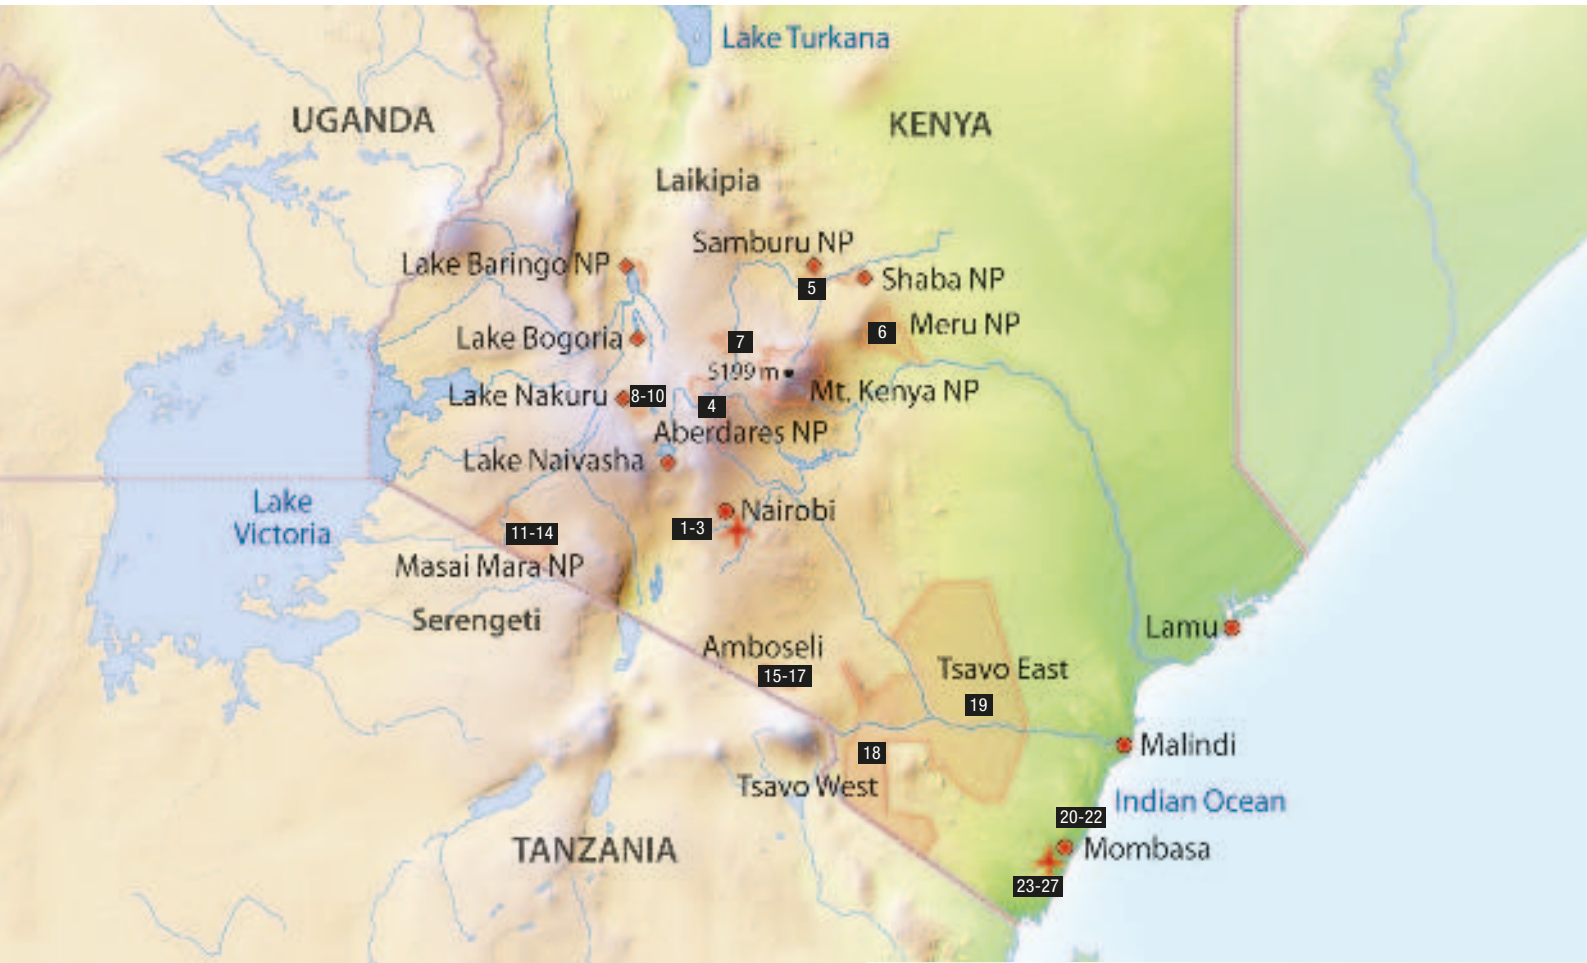 Lake Turkana
UGANDA
KENYA
Laikipia
Samburu NP
Lake Baringo NP
Shaba NP
5
Meru NP
6
Lake Bogoria
7
5199 m
Mt. Kenya NP
Lake Nakuru
8-10
4
Aberdares NP
Lake Naivasha
Lake
Victoria
Nairobi
1-3
11-14
Masai Mara NP
Serengeti
Lamu
Amboseli
15-17
Tsavo East
19
Malindi
18
Tsavo West
Indian Ocean
20-22
TANZANIA
Mombasa
23-27